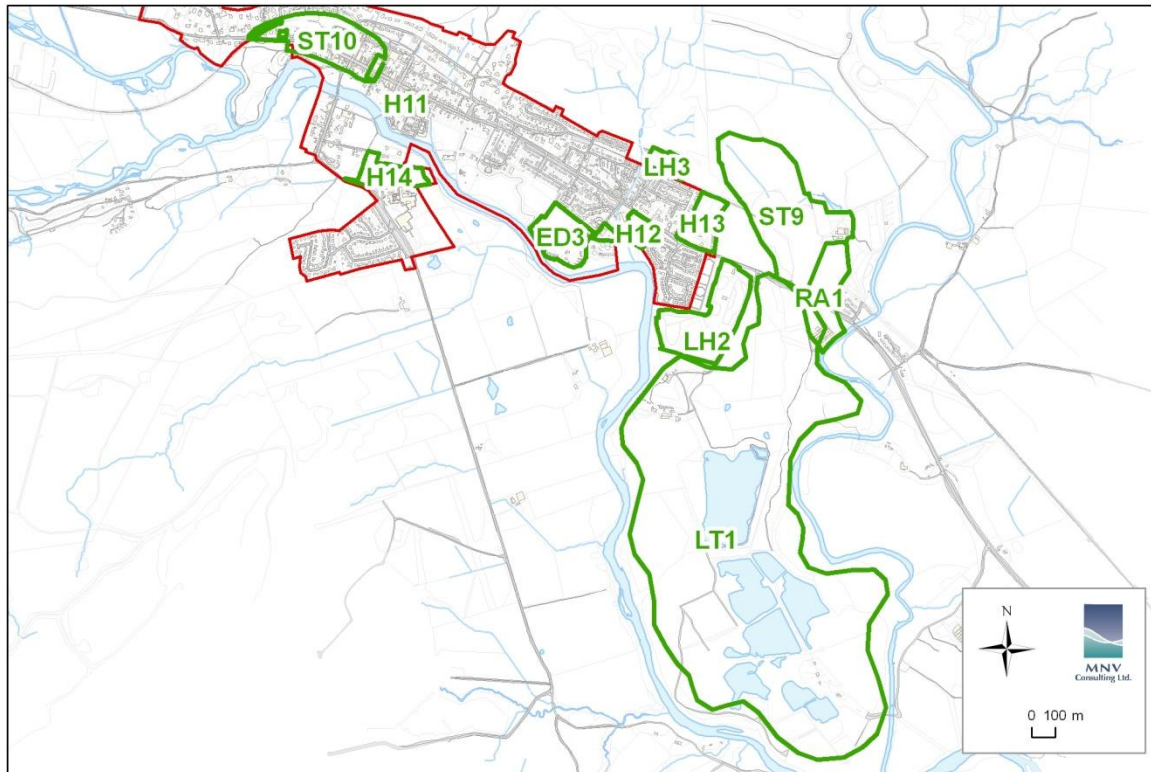 ST10
H11
LH3
H14
ST9
H13
ED3
H12
RA1
LH2
LT1
N
MNV
Consulting Ltd.
0 100 m